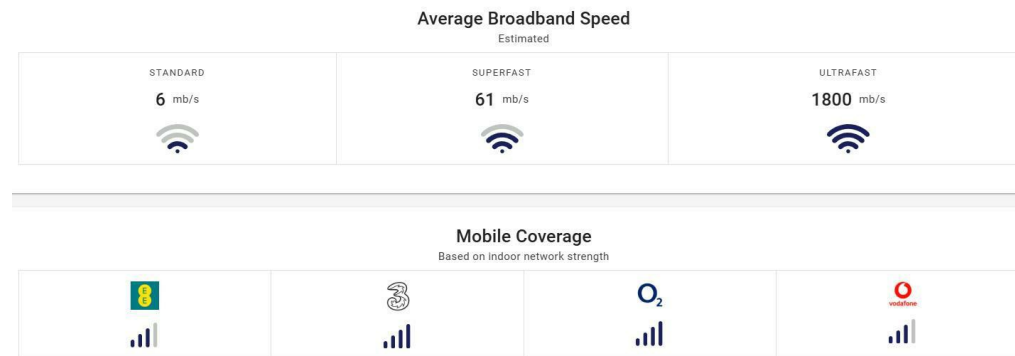 Average Broadband Speed
Estimated
STANDARD SUPERFAST ULTRAFAST
6 mb/s 61 mb/s 1800 mb/s
Mobile Coverage
Based on indoor network strength
EE 3 O2 vodafone